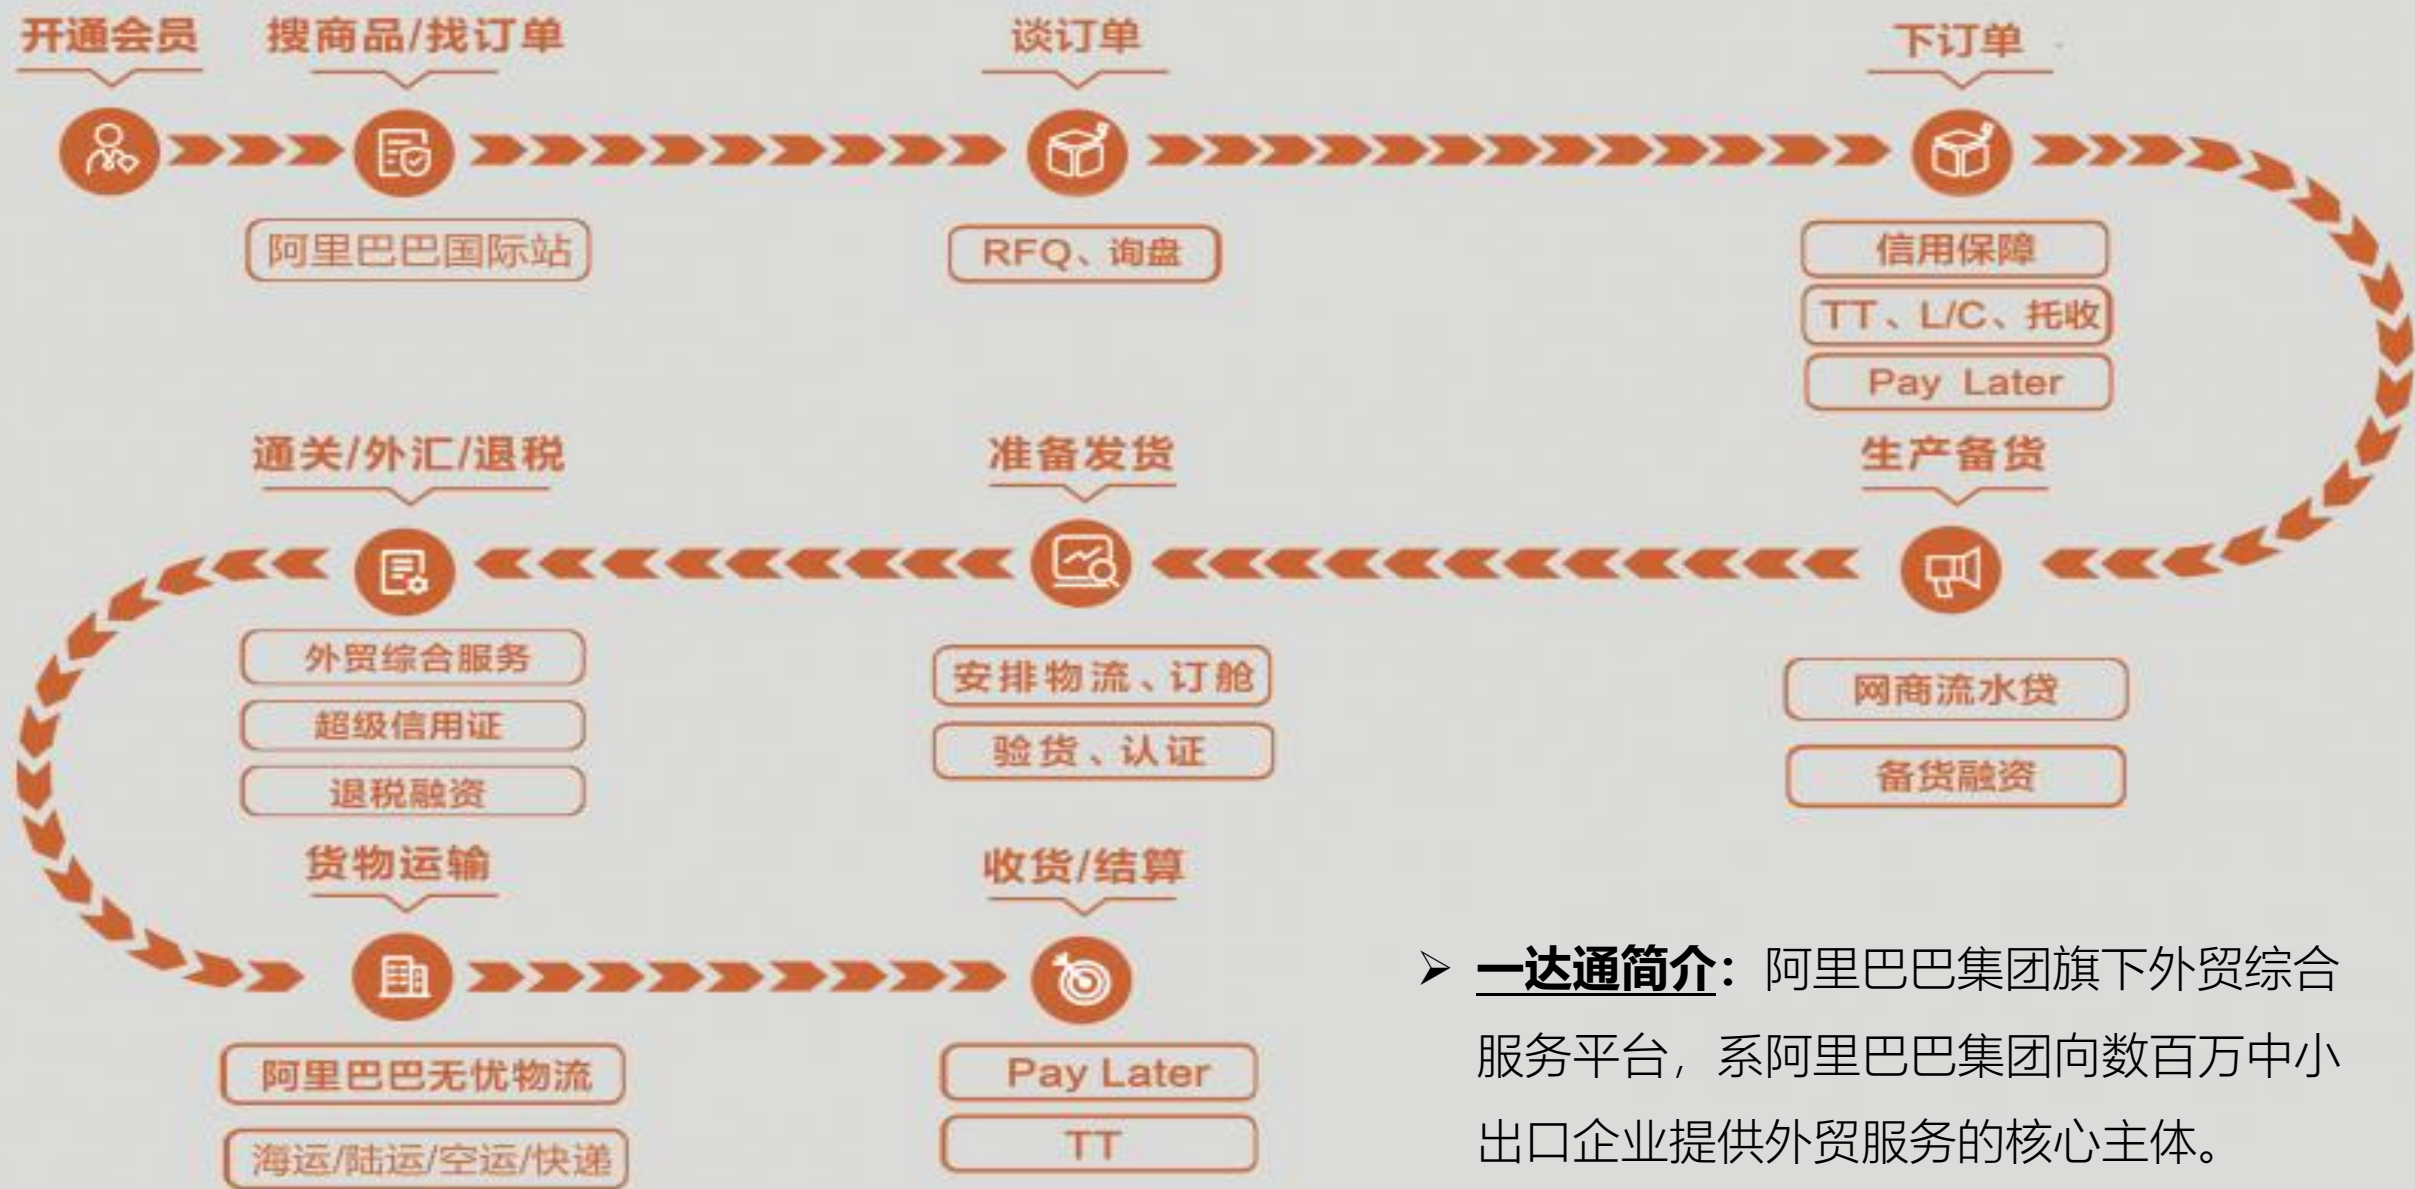 开通会员
搜商品/找订单
谈订单
下订单
阿里巴巴国际站
RFQ、询盘
信用保障
TT、L/C、托收
Pay Later
生产备货
准备发货
通关/外汇/退税
网商流水贷
备货融资
安排物流、订舱
验货、认证
外贸综合服务
超级信用证
退税融资
货物运输
收货/结算
阿里巴巴无忧物流
海运/陆运/空运/快递
Pay Later
TT
➢ 一达通简介：阿里巴巴集团旗下外贸综合
服务平台，系阿里巴巴集团向数百万中小
出口企业提供外贸服务的核心主体。